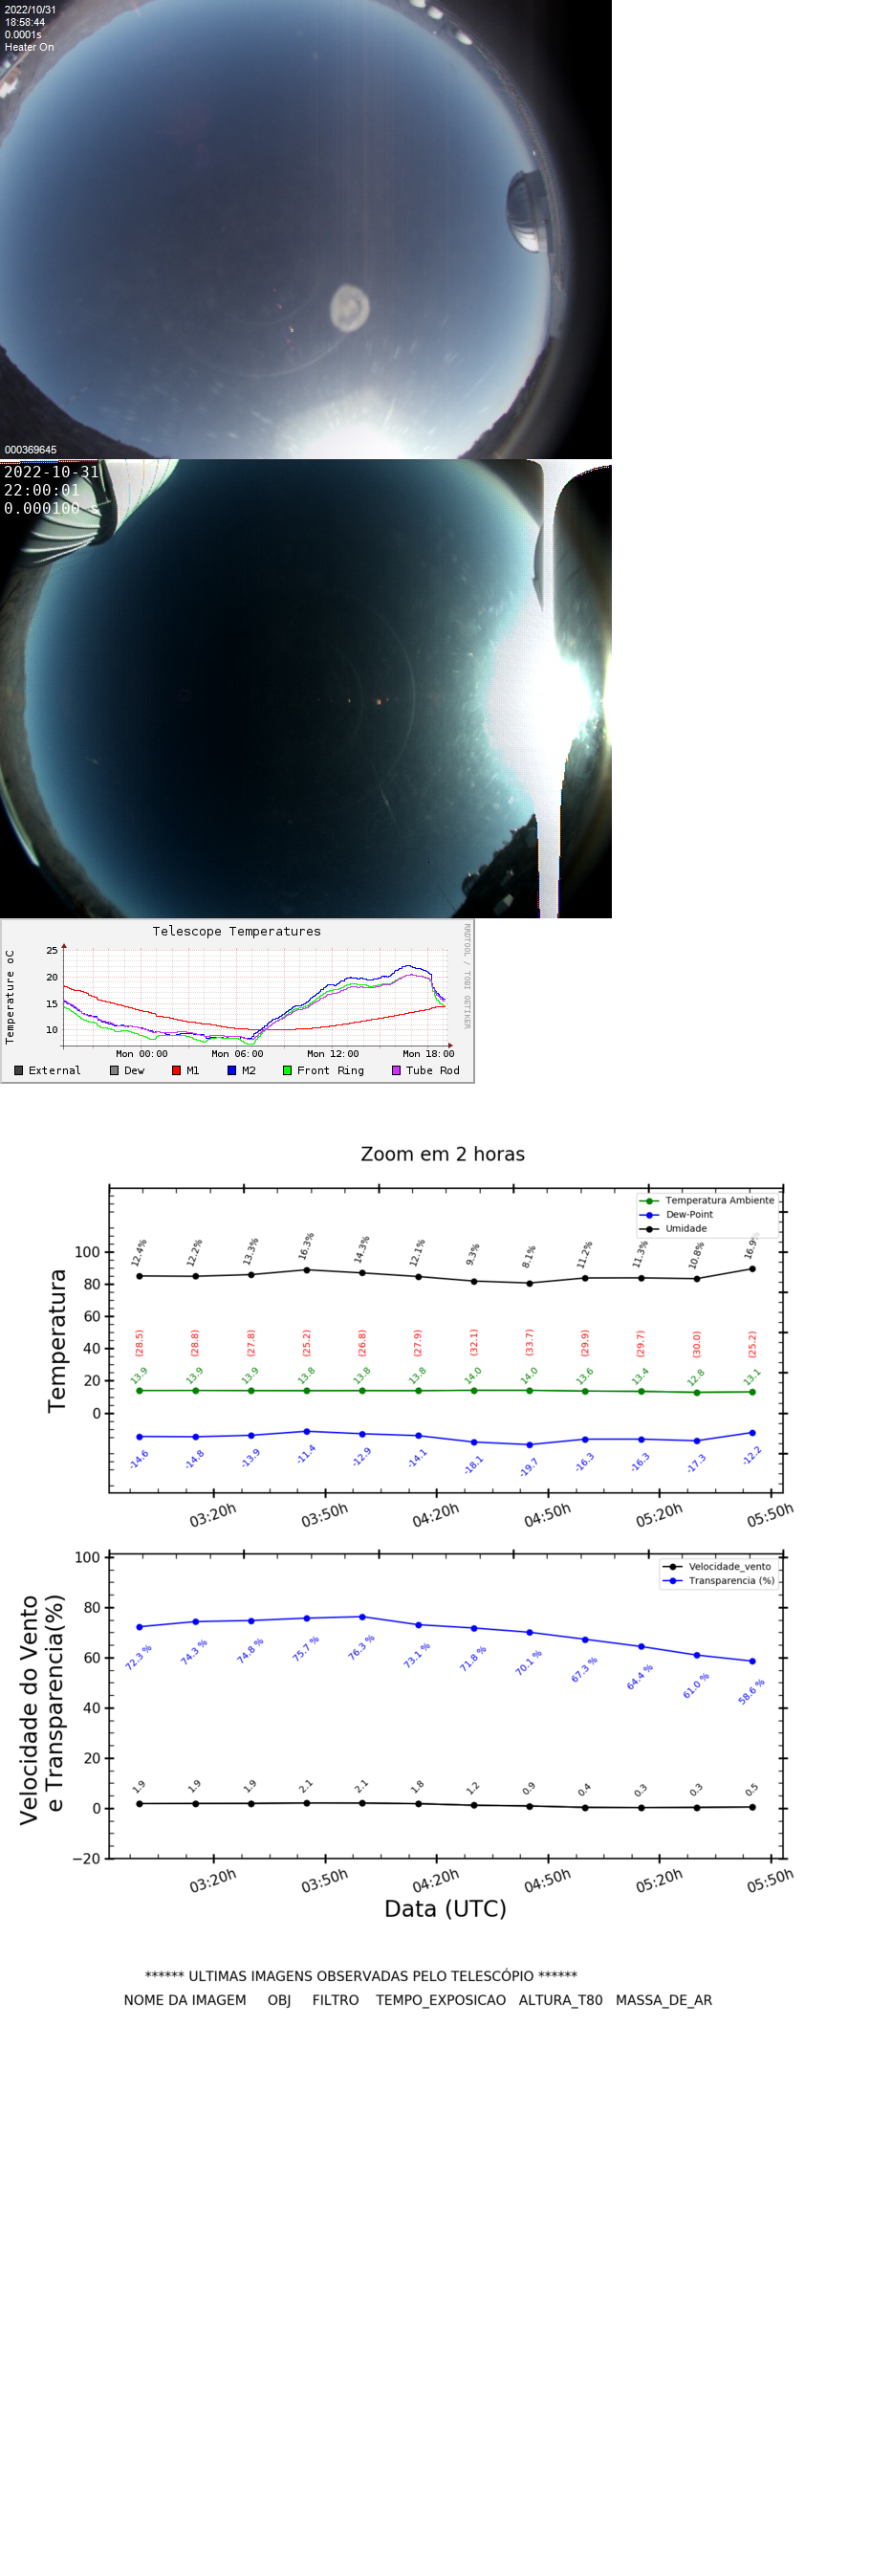 2022/10/31
18:58:44
0.0001s
Heater On
000369645
2022-10-31
22:00:01
0.000100 s
Telescope Temperatures
RRDTOOL / TOBI OETIKER
Temperature oC
25
20
15
10
Mon 00:00 Mon 06:00 Mon 12:00 Mon 18:00
External Dew M1 M2 Front Ring Tube Rod
Zoom em 2 horas
Temperatura Ambiente
Dew-Point
Umidade
Temperatura
100
80
60
40
20
0
12.4% 12.2% 13.3% 16.3% 14.3% 12.1% 9.3% 8.1% 11.2% 11.3% 10.8% 16.9%
(28.5) (28.8) (27.8) (25.2) (26.8) (27.9) (32.1) (33.7) (29.9) (29.7) (30.0) (25.2)
13.9 13.9 13.9 13.8 13.8 13.8 14.0 14.0 13.6 13.4 12.8 13.1
-14.6 -14.8 -13.9 -11.4 -12.9 -14.1 -18.1 -19.7 -16.3 -16.3 -17.3 -12.2
03:20h 03:50h 04:20h 04:50h 05:20h 05:50h
Velocidade_vento
Transparencia (%)
Velocidade do Vento
e Transparencia(%)
100
80
60
40
20
0
−20
72.3 % 74.3 % 74.8 % 75.7 % 76.3 % 73.1 % 71.8 % 70.1 % 67.3 % 64.4 % 61.0 % 58.6 %
1.9 1.9 1.9 2.1 2.1 1.8 1.2 0.9 0.4 0.3 0.3 0.5
03:20h 03:50h 04:20h 04:50h 05:20h 05:50h
Data (UTC)
****** ULTIMAS IMAGENS OBSERVADAS PELO TELESCÓPIO ******
NOME DA IMAGEM OBJ FILTRO TEMPO_EXPOSICAO ALTURA_T80 MASSA_DE_AR